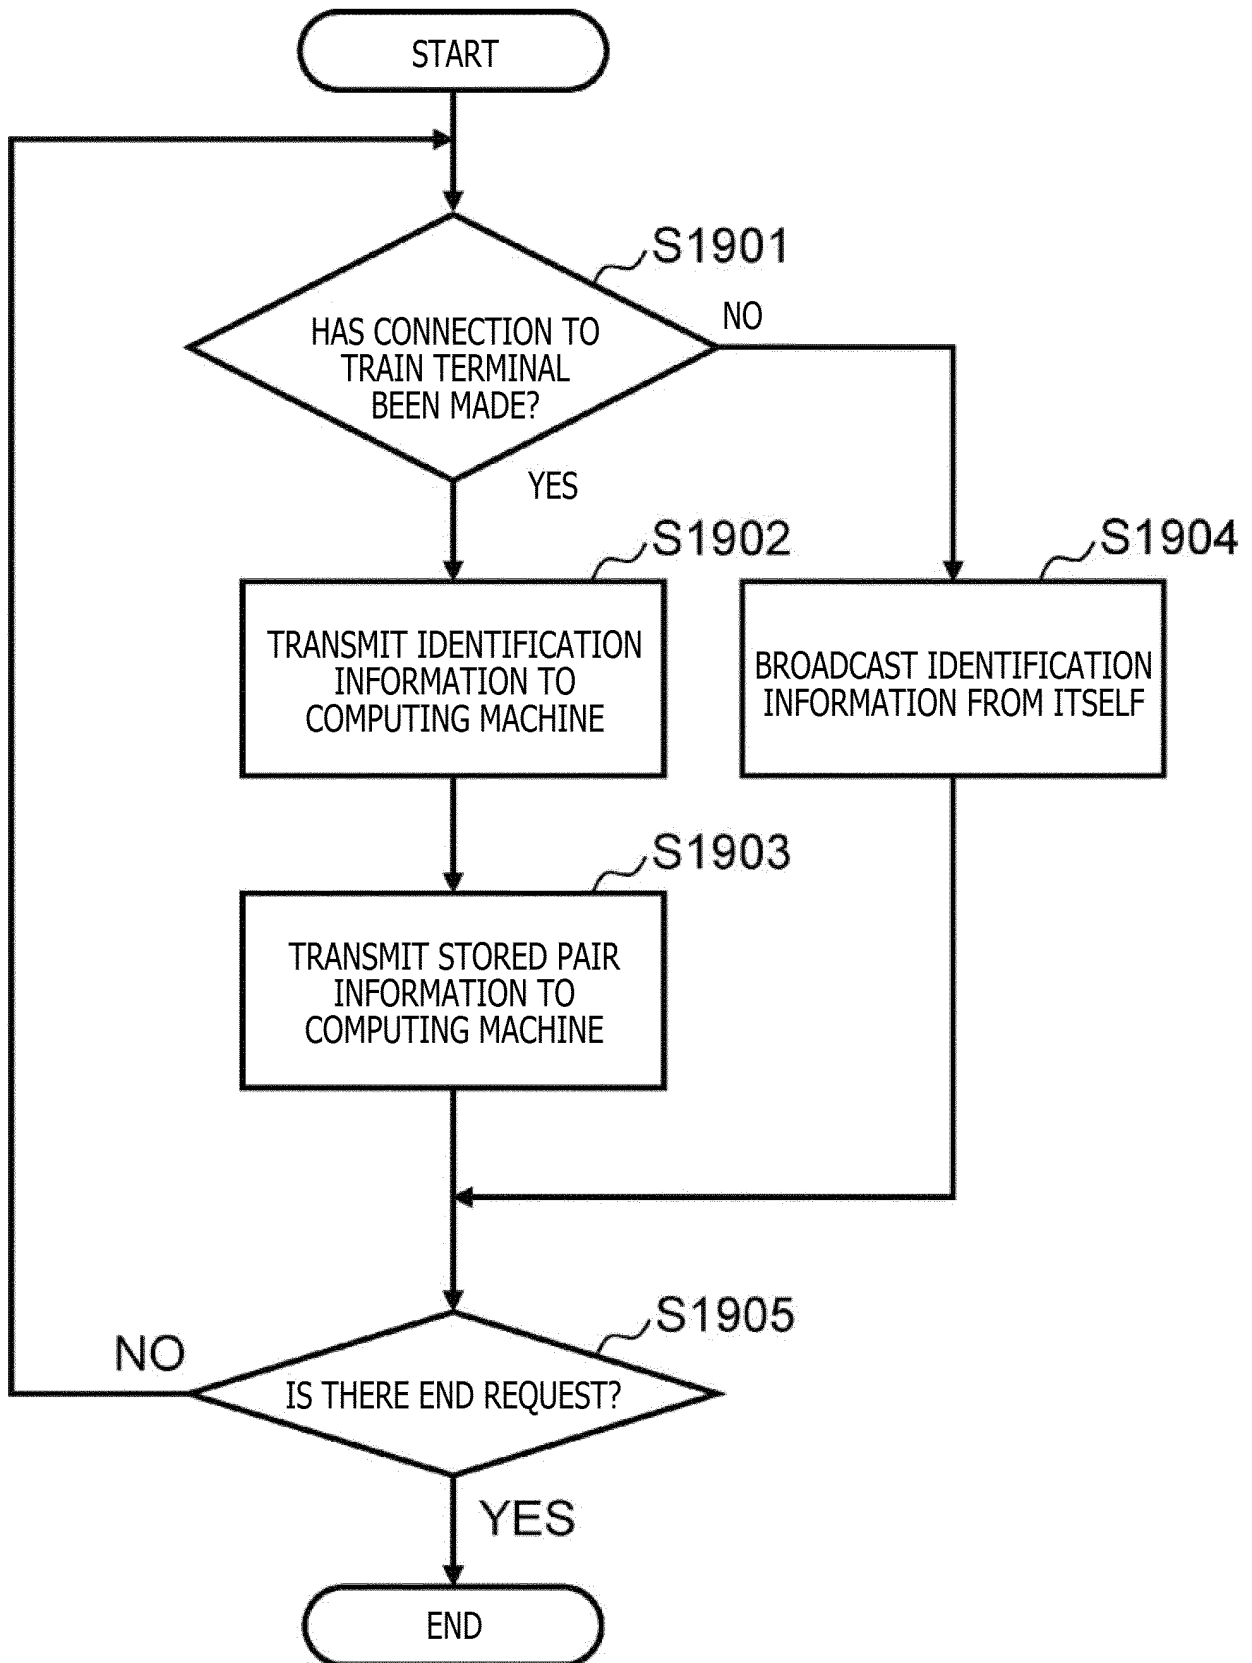 START
S1901
HAS CONNECTION TO
TRAIN TERMINAL
BEEN MADE?
NO
YES
S1902
TRANSMIT IDENTIFICATION
INFORMATION TO
COMPUTING MACHINE
S1904
BROADCAST IDENTIFICATION
INFORMATION FROM ITSELF
S1903
TRANSMIT STORED PAIR
INFORMATION TO
COMPUTING MACHINE
S1905
NO
IS THERE END REQUEST?
YES
END